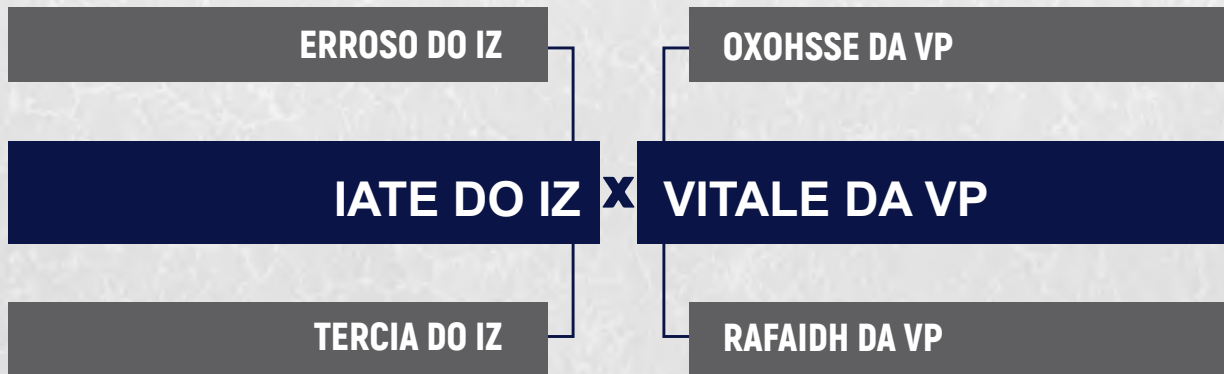 ERROSO DO IZ
OXOHSSE DA VP
IATE DO IZ X VITALE DA VP
TERCIA DO IZ
RAFAIDH DA VP